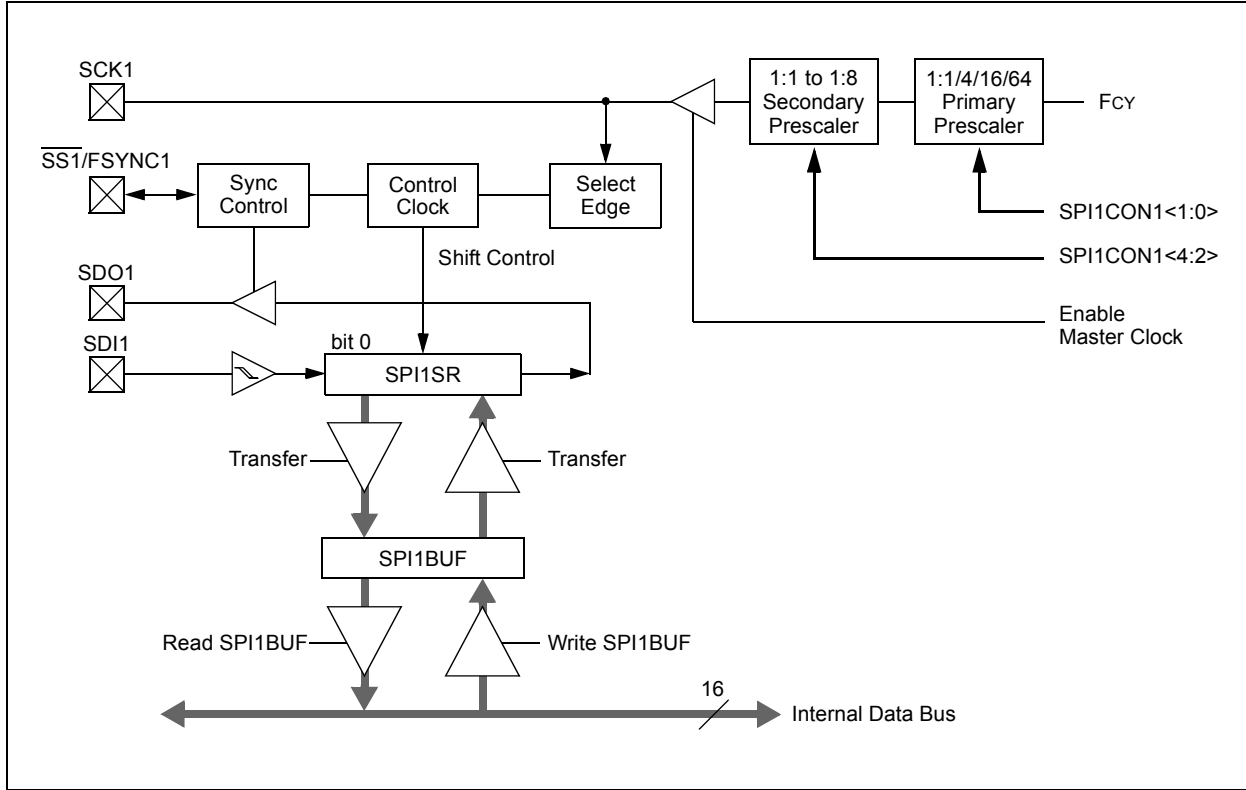 SCK1
1:1 to 1:8
Secondary
Prescaler
1:1/4/16/64
Primary
Prescaler
FCY
SS1/FSYNC1
Sync
Control
Control
Clock
Select
Edge
SPI1CON1<1:0>
Shift Control
SPI1CON1<4:2>
SDO1
Enable
Master Clock
SDI1
bit 0
SPI1SR
Transfer
Transfer
SPI1BUF
Read SPI1BUF
Write SPI1BUF
16
Internal Data Bus